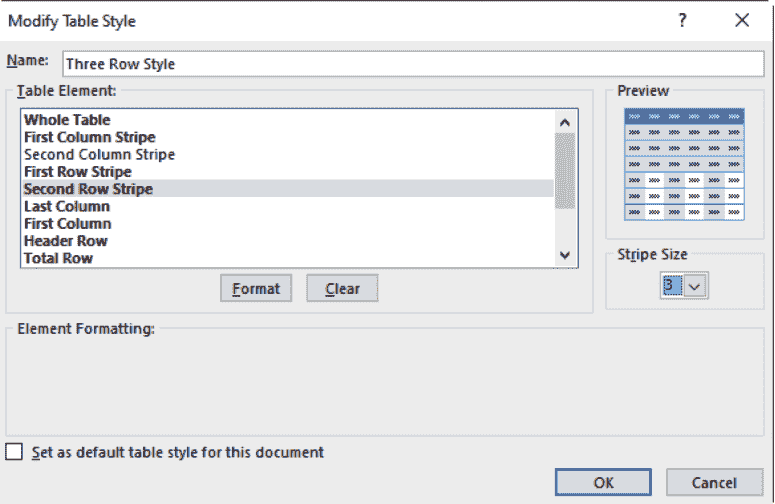 Modify Table Style
?
Name: Three Row Style
Table Element:
Whole Table
First Column Stripe
Second Column Stripe
First Row Stripe
Second Row Stripe
Last Column
First Column
Header Row
Total Row
Format Clear
Preview
Stripe Size
3
Element Formatting:
Set as default table style for this document
OK Cancel